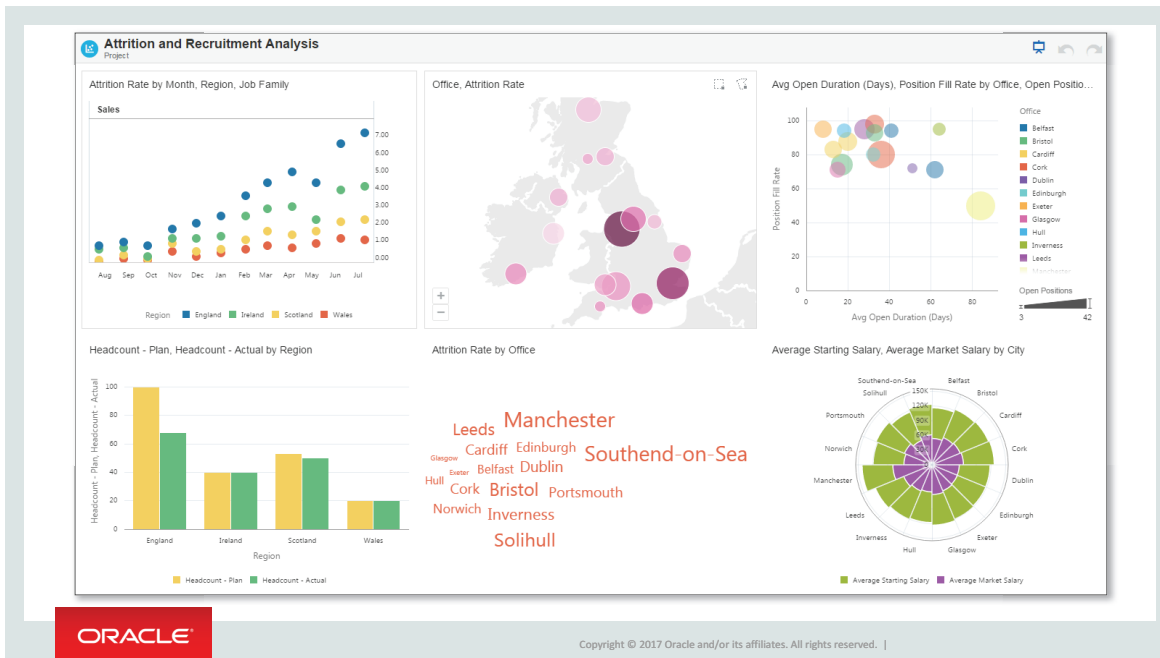 Attrition and Recruitment Analysis
Project
Attrition Rate by Month, Region, Job Family
Sales
7.00
6.00
5.00
4.00
3.00
2.00
1.00
0.00
Aug Sep Oct Nov Dec Jan Feb Mar Apr May Jun Jul
Region England Ireland Scotland Wales
Office, Attrition Rate
+
−
Avg Open Duration (Days), Position Fill Rate by Office, Open Positio...
Position Fill Rate
100
80
60
40
20
0
0 20 40 60 80
Avg Open Duration (Days)
Office
Belfast
Bristol
Cardiff
Cork
Dublin
Edinburgh
Exeter
Glasgow
Hull
Inverness
Leeds
Manchester
Open Positions
3 42
Headcount - Plan, Headcount - Actual by Region
Headcount - Plan, Headcount - Actual
100
80
60
40
20
0
England Ireland Scotland Wales
Region
Headcount - Plan Headcount - Actual
Attrition Rate by Office
Manchester
Leeds
Cardiff Edinburgh
Southend-on-Sea
Glasgow
Exeter Belfast Dublin
Hull
Cork Bristol Portsmouth
Norwich Inverness
Solihull
Average Starting Salary, Average Market Salary by City
Southend-on-Sea Belfast
Solihull 150K Bristol
Portsmouth 120K Cardiff
90K
Norwich Cork
Manchester Dublin
Leeds Edinburgh
Inverness Exeter
Hull Glasgow
Average Starting Salary Average Market Salary
ORACLE
Copyright © 2017 Oracle and/or its affiliates. All rights reserved. |